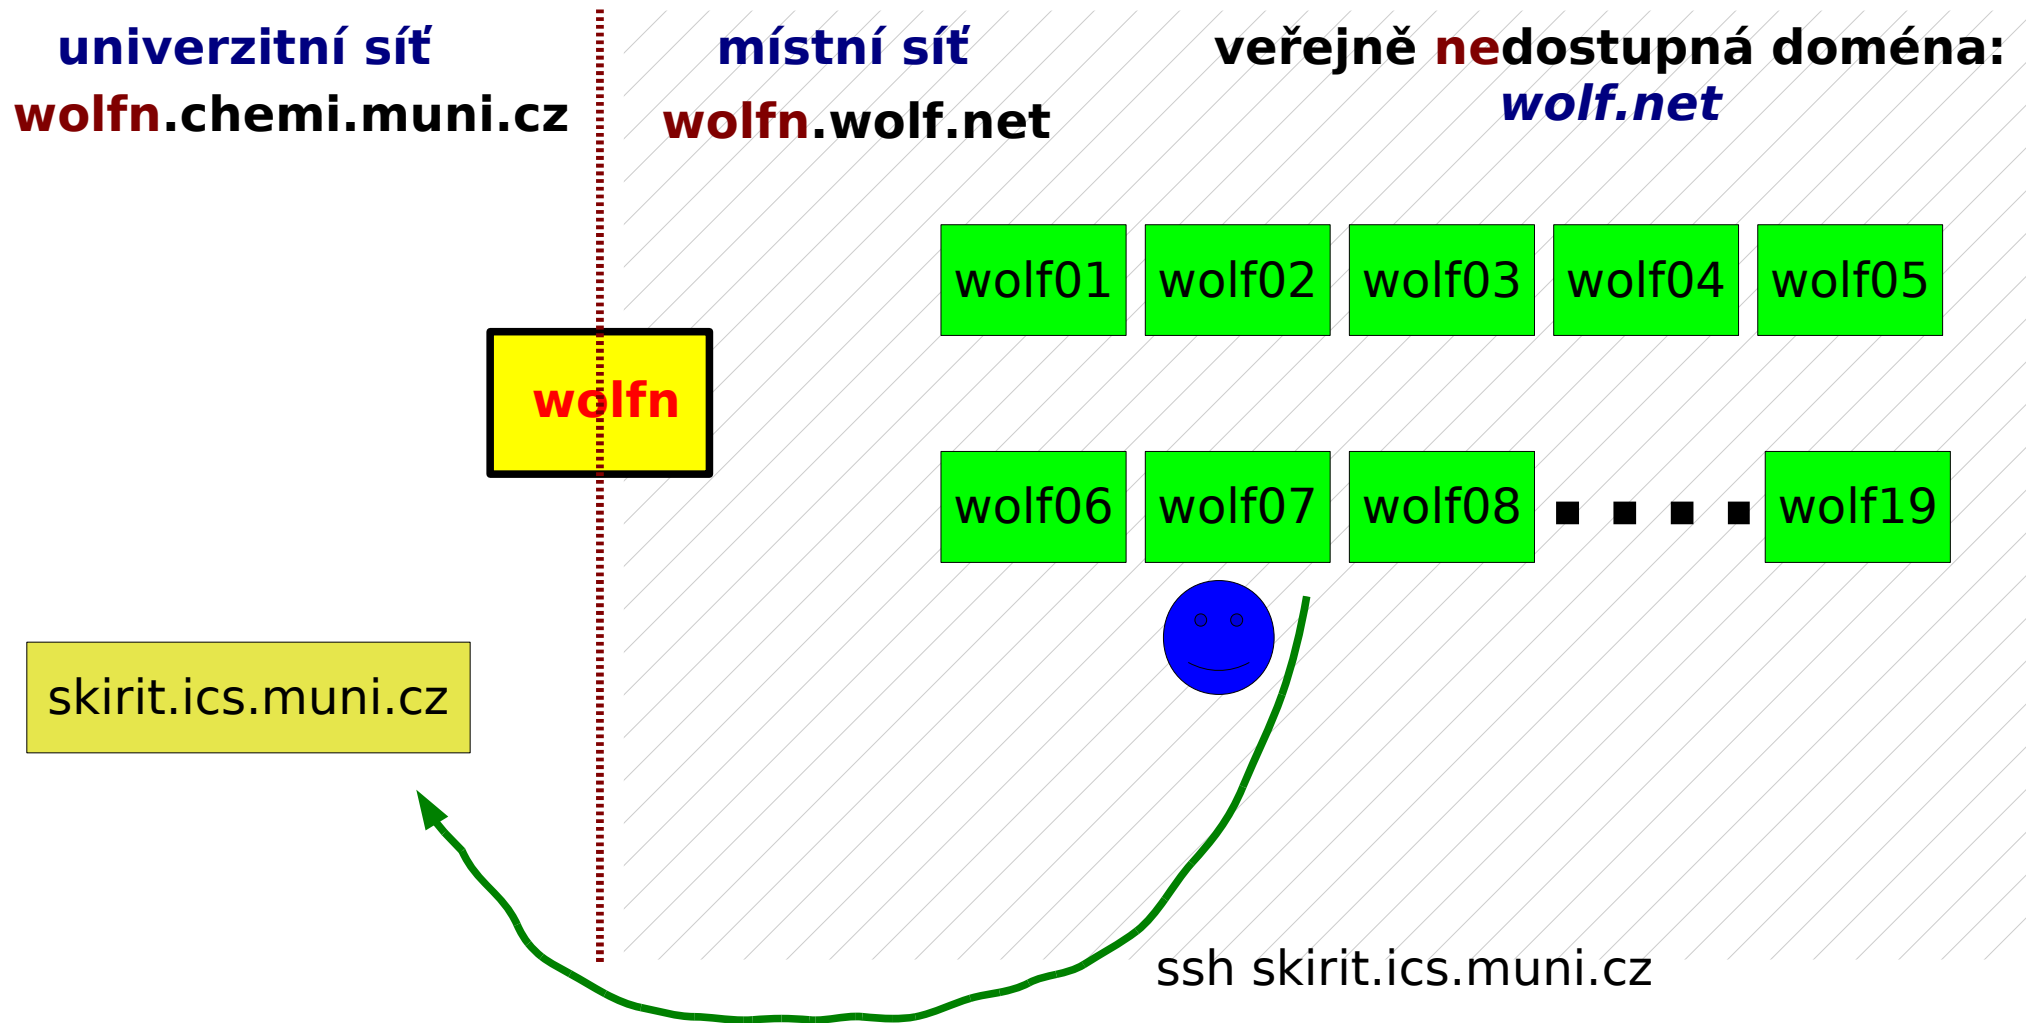 univerzitní síť
wolfn.chemi.muni.cz
místní síť
wolfn.wolf.net
veřejně nedostupná doména:
wolf.net
wolf01 wolf02 wolf03 wolf04 wolf05
wolfn
wolf06 wolf07 wolf08 wolf19
skirit.ics.muni.cz
ssh skirit.ics.muni.cz